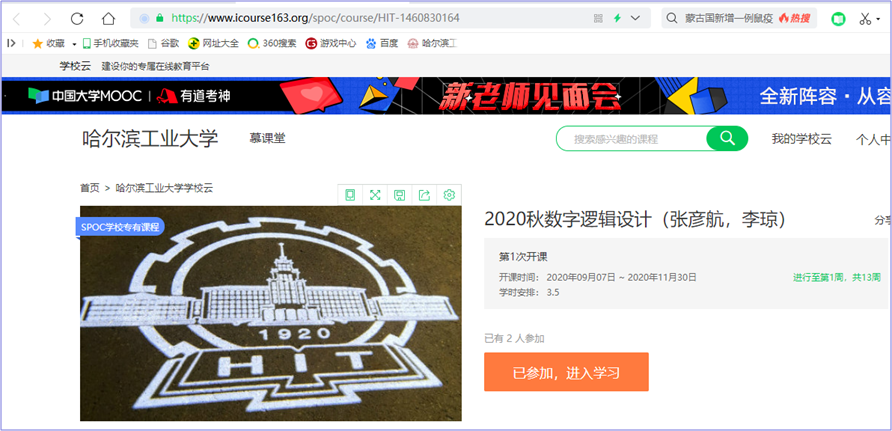 https://www.icourse163.org/spoc/course/HIT-1460830164
蒙古国新增一例鼠疫 热搜
收藏 手机收藏夹 谷歌 网址大全 360搜索 游戏中心 百度 哈尔滨工
学校云 建设你的专属在线教育平台
中国大学MOOC 有道考神 新老师见面会 全新阵容·从容
哈尔滨工业大学 慕课堂 搜索感兴趣的课程 我的学校云 个人中
首页 > 哈尔滨工业大学学校云
SPOC学校专有课程
1920
HIT
2020秋数字逻辑设计（张彦航，李琼） 分享
第1次开课
开课时间： 2020年09月07日 ~ 2020年11月30日 进行至第1周，共13周
学时安排： 3.5
已有 2 人参加
已参加，进入学习